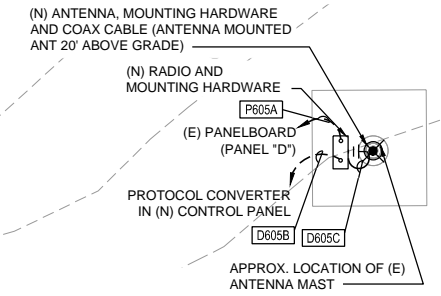 (N) ANTENNA, MOUNTING HARDWARE
AND COAX CABLE (ANTENNA MOUNTED
ANT 20' ABOVE GRADE)
(N) RADIO AND
MOUNTING HARDWARE
P605A
(E) PANELBOARD
(PANEL "D")
PROTOCOL CONVERTER
IN (N) CONTROL PANEL
D605B
D605C
APPROX. LOCATION OF (E)
ANTENNA MAST